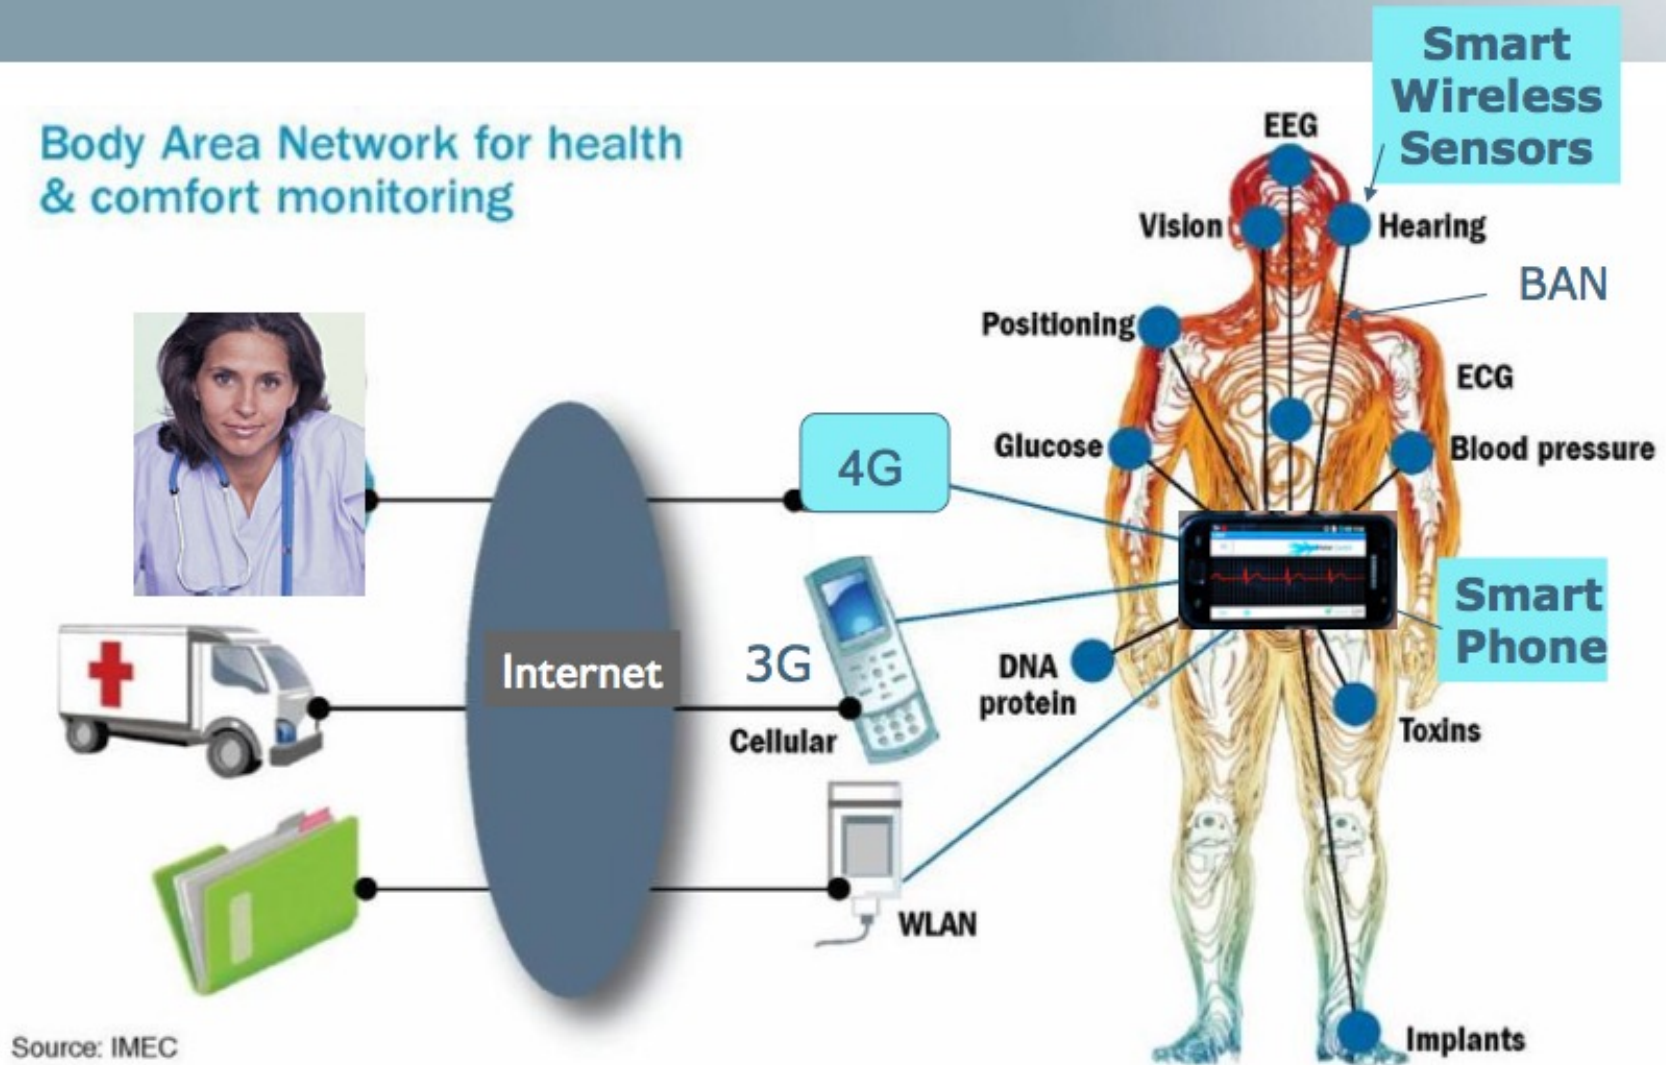 Body Area Network for health
& comfort monitoring
Smart
Wireless
Sensors
EEG
Vision
Hearing
BAN
Positioning
ECG
Glucose
Blood pressure
4G
Smart
Phone
Internet
3G
Cellular
DNA
protein
Toxins
WLAN
Implants
Source: IMEC